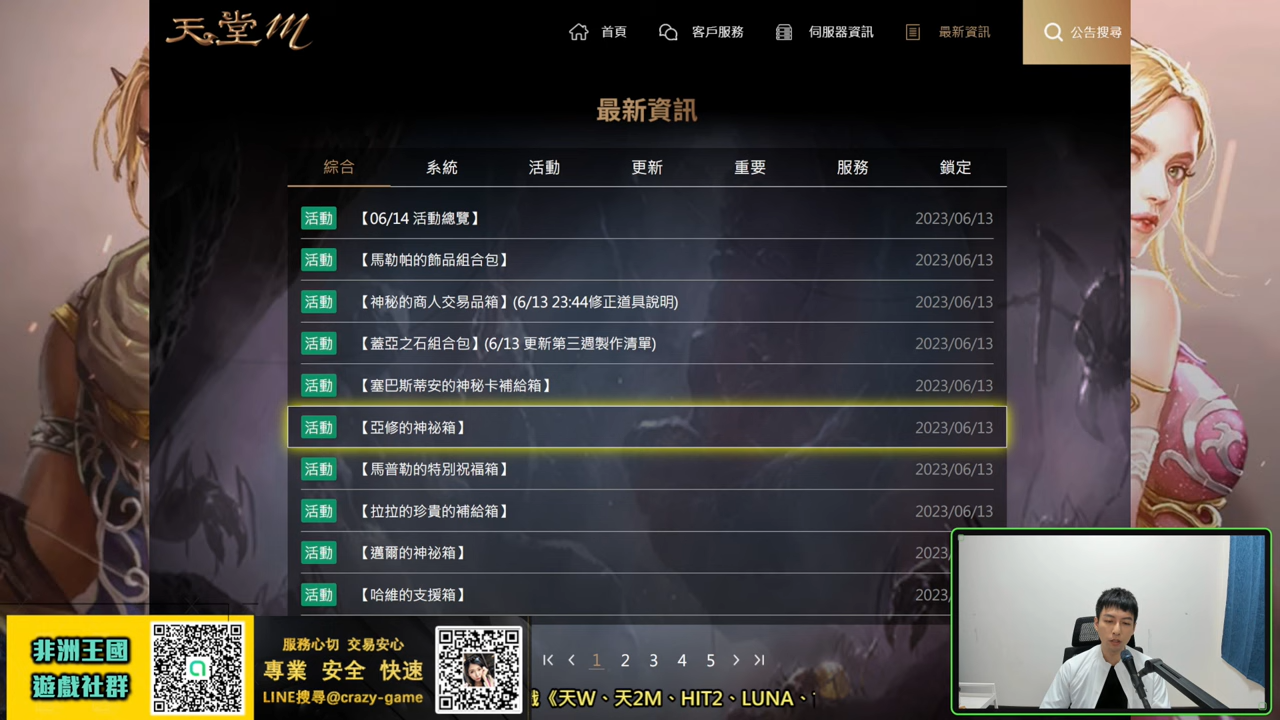 天堂M
首頁
客戶服務
伺服器資訊
最新資訊
公告搜尋
最新資訊
綜合
系統
活動
更新
重要
服務
鎖定
活動 【06/14 活動總覽】 2023/06/13
活動 【馬勒帕的飾品組合包】 2023/06/13
活動 【神秘的商人交易品箱】(6/13 23:44修正道具說明) 2023/06/13
活動 【蓋亞之石組合包】(6/13 更新第三週製作清單) 2023/06/13
活動 【塞巴斯蒂安的神秘卡補給箱】 2023/06/13
活動 【亞修的神祕箱】 2023/06/13
活動 【馬普勒的特別祝福箱】 2023/06/13
活動 【拉拉的珍貴的補給箱】 2023/06/13
活動 【邁爾的神祕箱】 2023/
活動 【哈維的支援箱】 2023/
1 2 3 4 5
非洲王國
遊戲社群
服務心切 交易安心
專業 安全 快速
LINE搜尋@crazy-game
《天W、天2M、HIT2、LUNA、